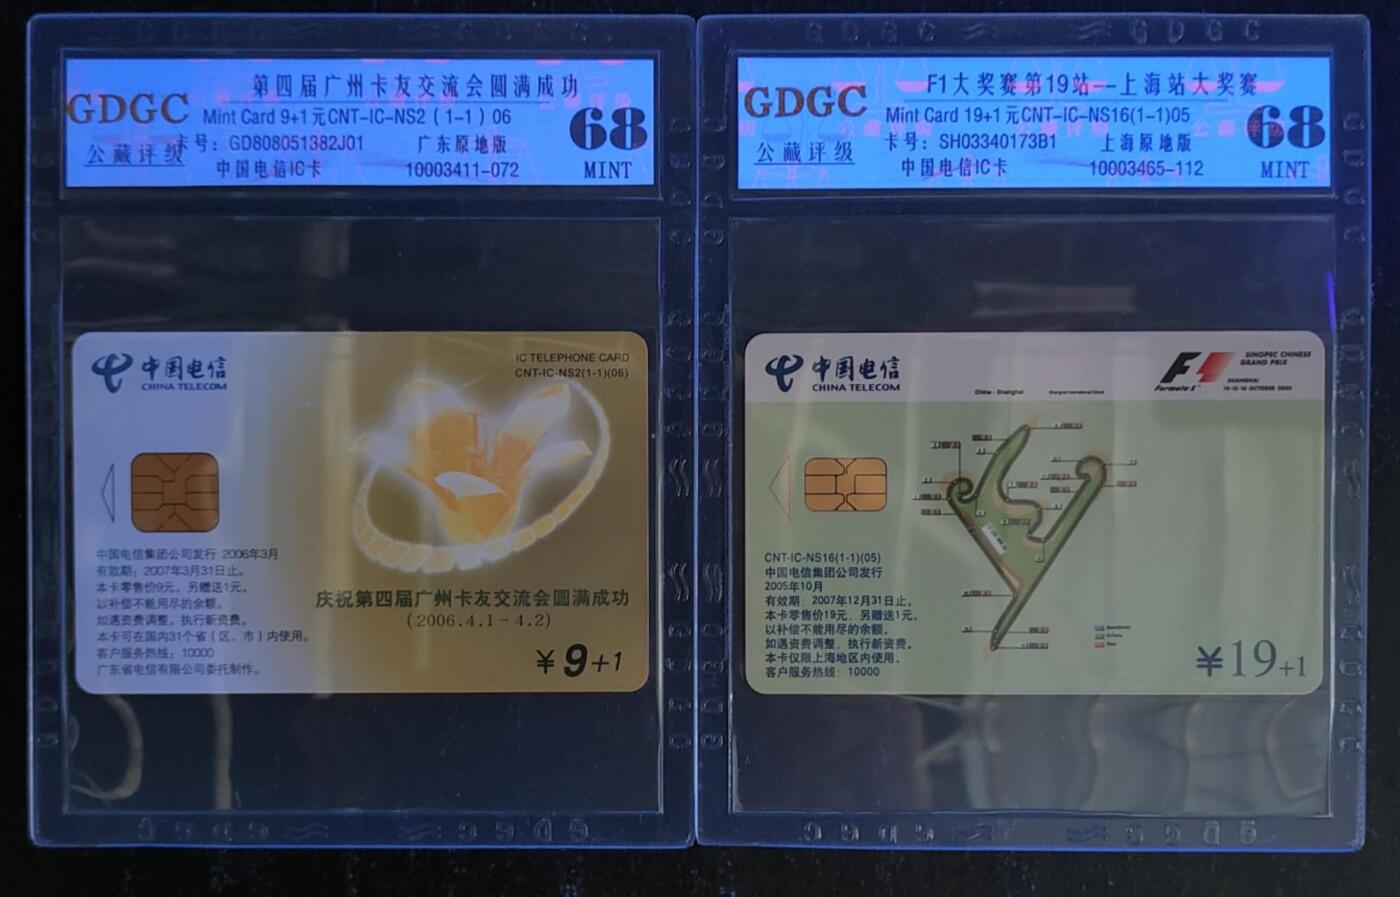 第四届广州卡友交流会圆满成功
GDGC
Mint Card 9+1元CNT-IC-NS2(1-1)06
68
卡号: GD808051382J01 广东原地版
公藏评级
中国电信IC卡 10003411-072
MINT
中国电信
CHINA TELECOM
IC TELEPHONE CARD
CNT-IC-NS2(1-1)(06)
中国电信集团公司发行 2006年3月
有效期: 2007年3月31日止。
本卡零售价9元, 另赠送1元,
以补偿不能用尽的余额。
如遇资费调整, 执行新资费。
本卡可在国内31个省(区、市)内使用。
客户服务热线: 10000
广东省电信有限公司委托制作。
庆祝第四届广州卡友交流会圆满成功
(2006.4.1~4.2)
¥9+1
F1大奖赛第19站--上海站大奖赛
GDGC
Mint Card 19+1元CNT-IC-NS16(1-1)05
68
卡号: SH03340173B1 上海原地版
公藏评级
中国电信IC卡 10003465-112
MINT
中国电信
CHINA TELECOM
China - Shanghai
Shanghai International Circuit
F1
Formula 1
SINOPEC CHINESE
GRAND PRIX
SHANGHAI
14-15-16 OCTOBER 2005
CNT-IC-NS16(1-1)(05)
中国电信集团公司发行
2005年10月
有效期: 2007年12月31日止。
本卡零售价19元, 另赠送1元,
以补偿不能用尽的余额。
如遇资费调整, 执行新资费。
本卡仅限上海地区内使用。
客户服务热线: 10000
¥19+1